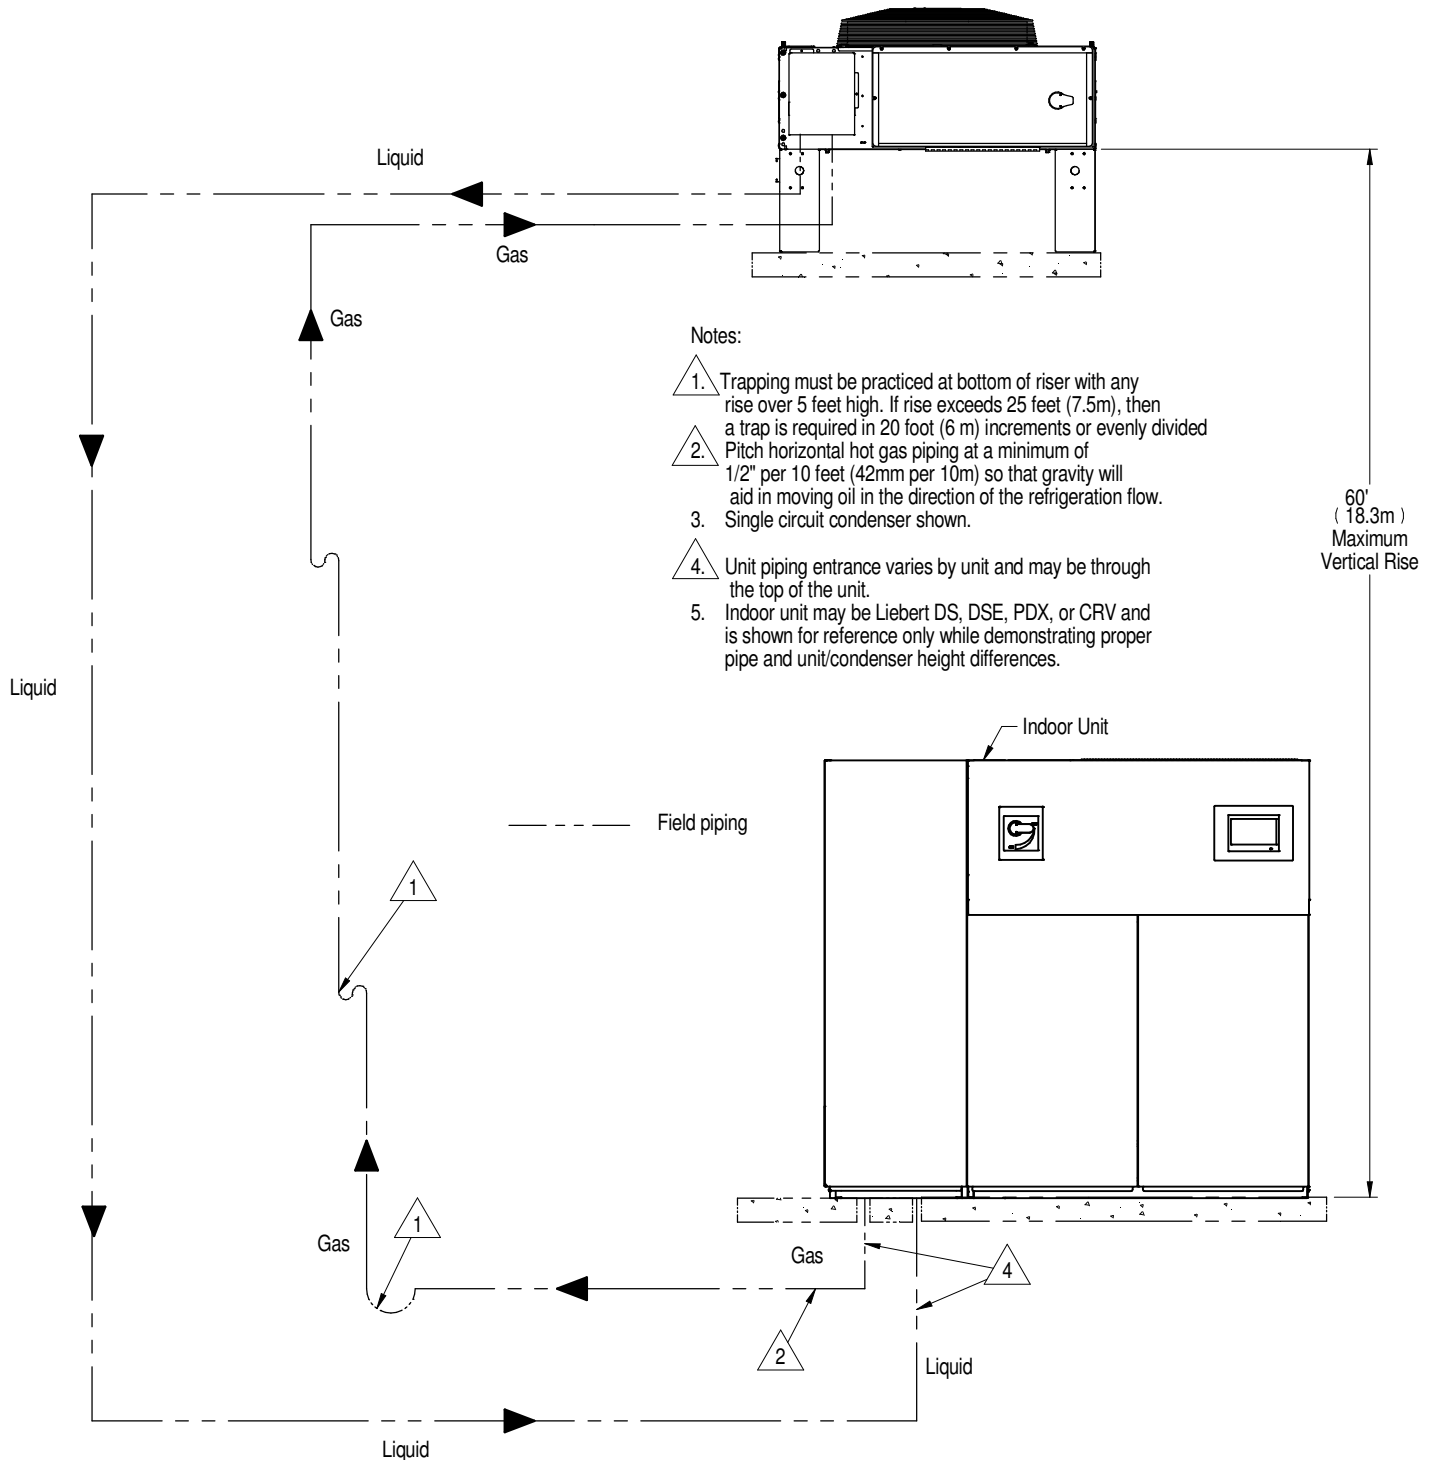 Liquid
Gas
Gas
Notes:
1. Trapping must be practiced at bottom of riser with any
rise over 5 feet high. If rise exceeds 25 feet (7.5m), then
a trap is required in 20 foot (6 m) increments or evenly divided
2. Pitch horizontal hot gas piping at a minimum of
1/2" per 10 feet (42mm per 10m) so that gravity will
aid in moving oil in the direction of the refrigeration flow.
3. Single circuit condenser shown.
4. Unit piping entrance varies by unit and may be through
the top of the unit.
5. Indoor unit may be Liebert DS, DSE, PDX, or CRV and
is shown for reference only while demonstrating proper
pipe and unit/condenser height differences.
60'
( 18.3m )
Maximum
Vertical Rise
Liquid
Indoor Unit
Field piping
1
1
Gas
Gas
4
2
Liquid
Liquid